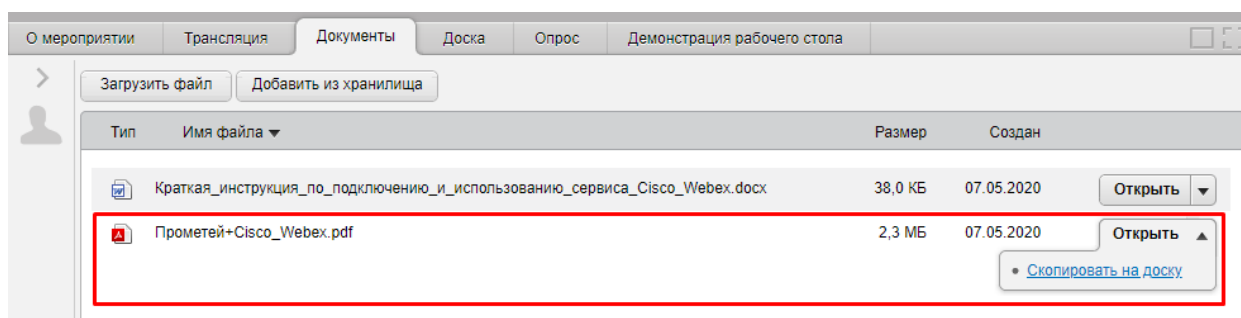 О мероприятии Трансляция Документы Доска Опрос Демонстрация рабочего стола
Загрузить файл Добавить из хранилища
Тип Имя файла Размер Создан
Краткая_инструкция_по_подключению_и_использованию_сервиса_Cisco_Webex.docx 38,0 КБ 07.05.2020 Открыть
Прометей+Cisco_Webex.pdf 2,3 МБ 07.05.2020 Открыть
Скопировать на доску